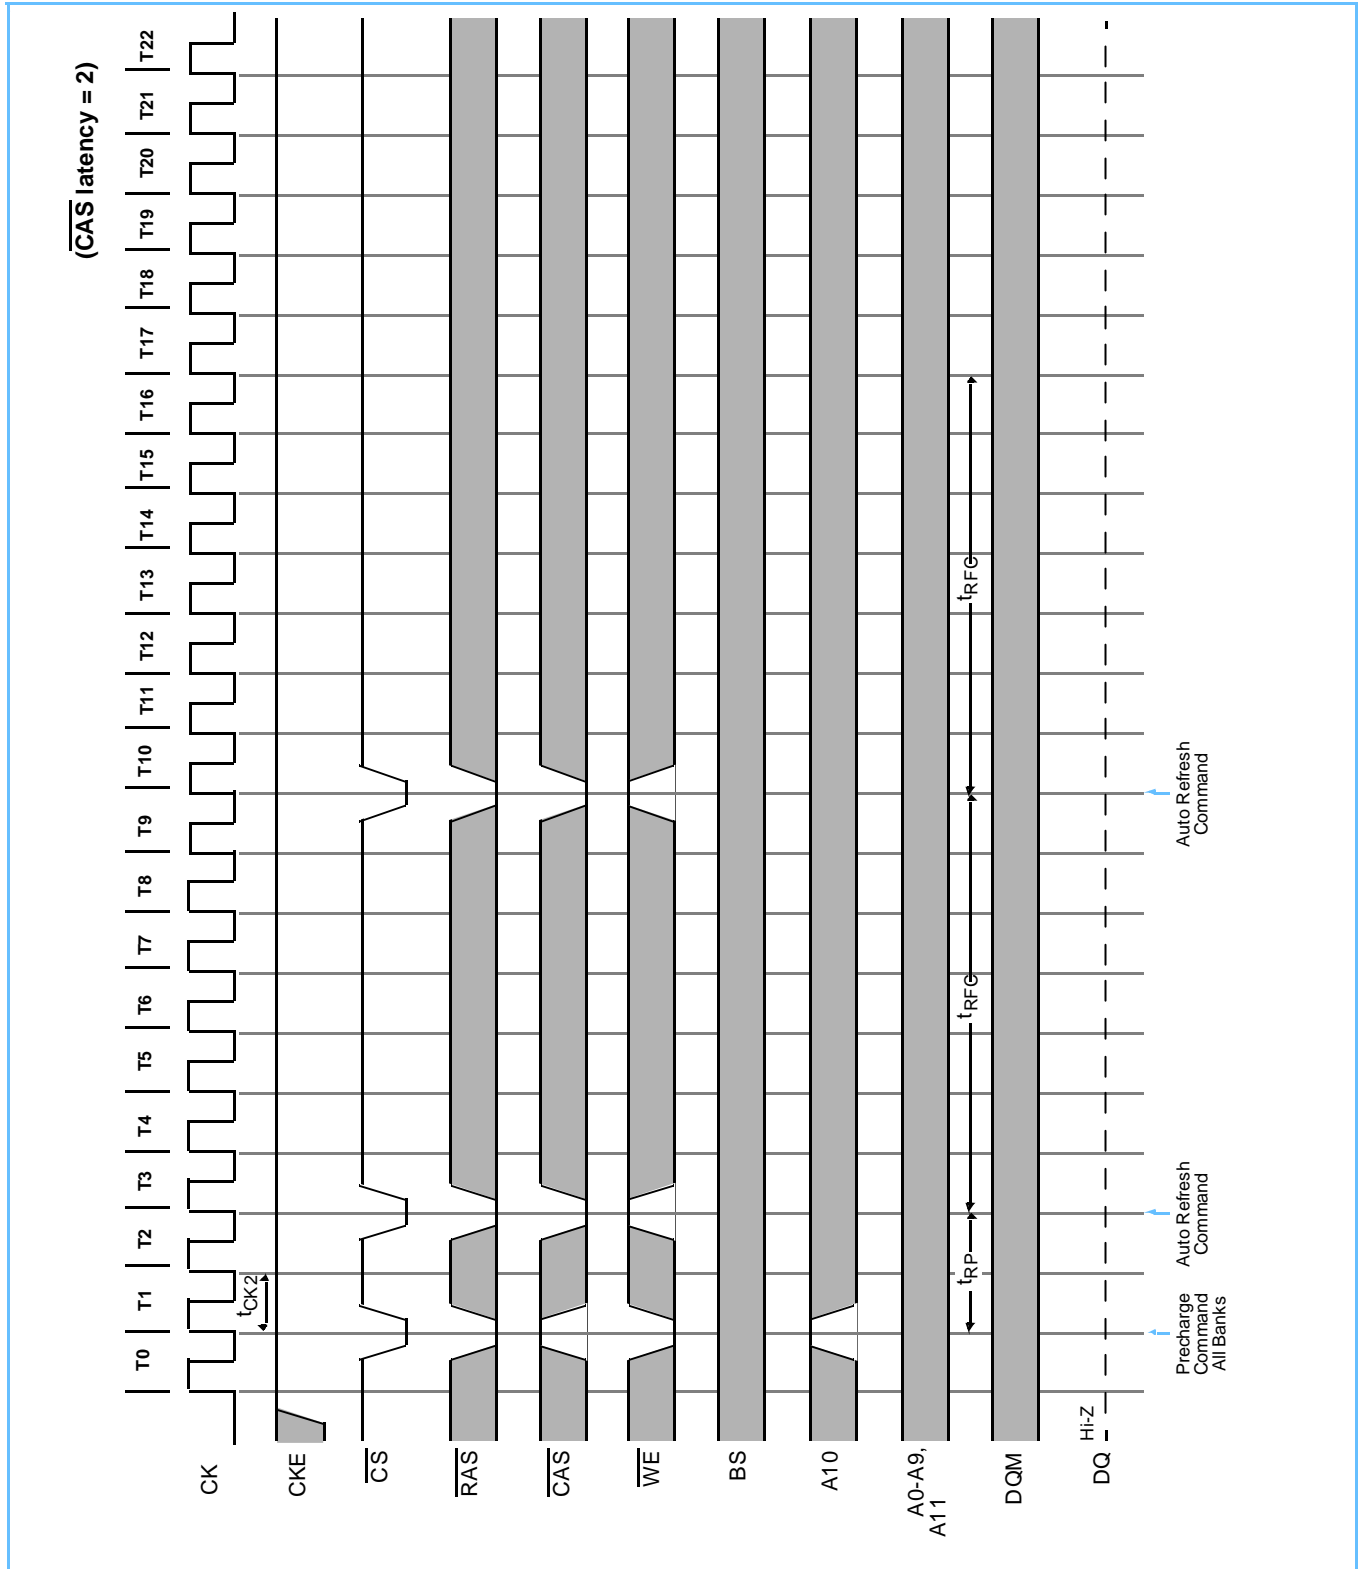 (CAS latency = 2)
T0 T1 T2 T3 T4 T5 T6 T7 T8 T9 T10 T11 T12 T13 T14 T15 T16 T17 T18 T19 T20 T21 T22
CK
tCK2
CKE
CS
RAS
CAS
WE
BS
A10
A0-A9,
A11
tRP
tRFC
tRFC
DQM
Hi-Z
DQ
Precharge
Command
All Banks
Auto Refresh
Command
Auto Refresh
Command